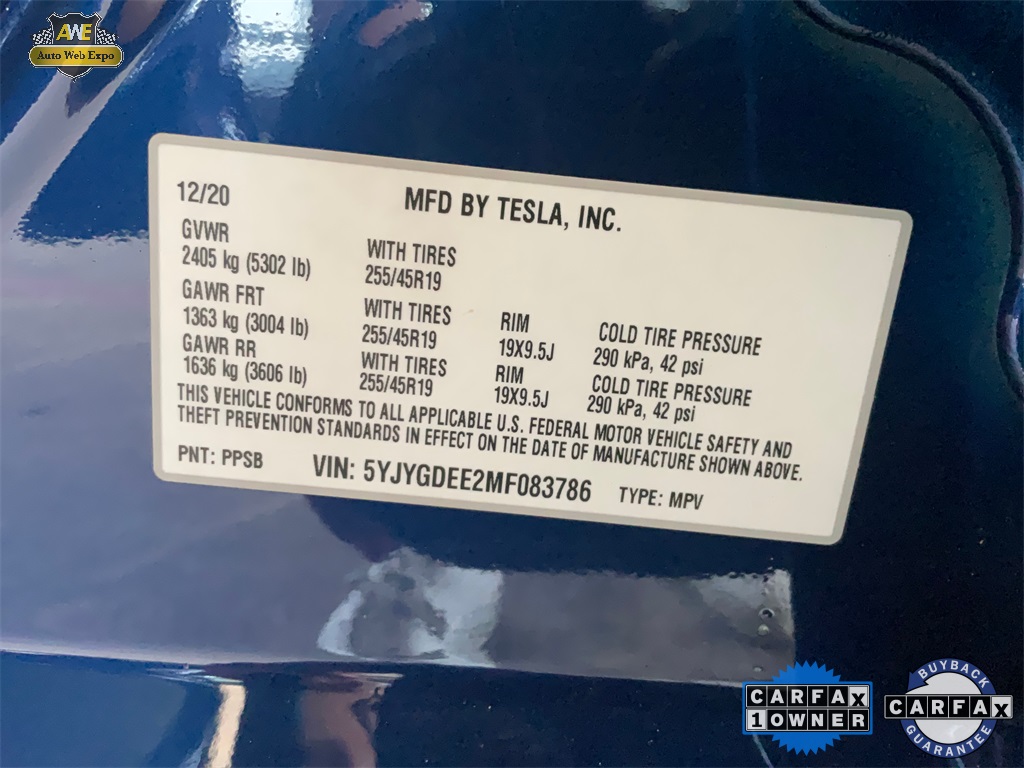 AWE
Auto Web Expo
12/20
MFD BY TESLA, INC.
GVWR
2405 kg (5302 lb)
WITH TIRES
255/45R19
GAWR FRT
1363 kg (3004 lb)
WITH TIRES
255/45R19
RIM
19X9.5J
COLD TIRE PRESSURE
290 kPa, 42 psi
GAWR RR
1636 kg (3606 lb)
WITH TIRES
255/45R19
RIM
19X9.5J
COLD TIRE PRESSURE
290 kPa, 42 psi
THIS VEHICLE CONFORMS TO ALL APPLICABLE U.S. FEDERAL MOTOR VEHICLE SAFETY AND
THEFT PREVENTION STANDARDS IN EFFECT ON THE DATE OF MANUFACTURE SHOWN ABOVE.
PNT: PPSB VIN: 5YJYGDEE2MF083786 TYPE: MPV
CARFAX
1 OWNER
BUYBACK
CARFAX
GUARANTEE